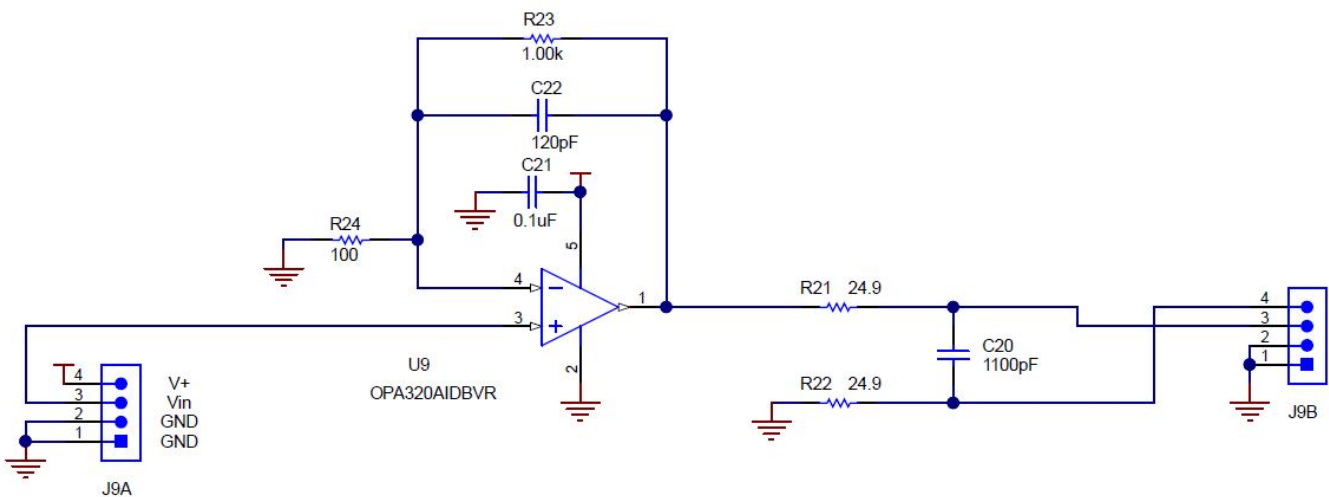 R23
1.00k
C22
120pF
C21
0.1uF
R24
100
5
4
3
1
2
U9
OPA320AIDBVR
R21 24.9
C20
1100pF
R22 24.9
4
3
2
1
J9B
4 V+
3 Vin
2 GND
1 GND
J9A